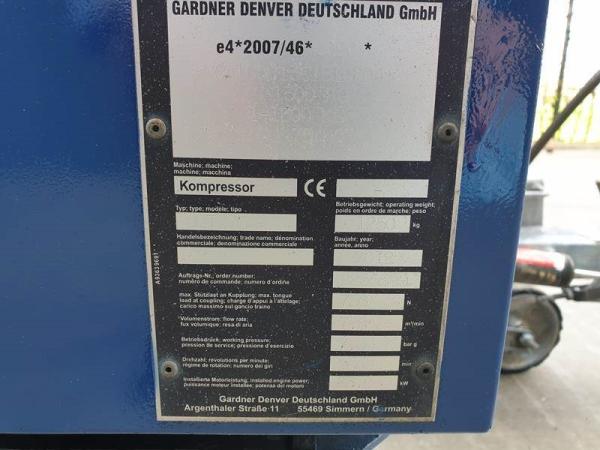 GARDNER DENVER DEUTSCHLAND GmbH
e4*2007/46* *
Maschine; machine;
machine; macchina
Kompressor CE
Betriebsgewicht; operating weight;
poids en ordre de marche; peso
kg
Typ; type; modele; tipo
Handelsbezeichnung; trade name; dénomination
commerciale; denominazione commerciale
Baujahr; year;
année, anno
Auftrags-Nr., order number;
numéro de commande; numero d'ordine
max. Stützlast an Kupplung; max. tongue
load at coupling; charge d'appui à l'attelage;
carico massimo sul gancio traino
N
Volumenstrom; flow rate;
flux volumique; resa di aria
m³/min
Betriebsdrück; working pressure;
pression de service; pressione d'esercizio
bar g
Drehzahl; revolutions per minute;
régime de rotation; numero dei giri
min⁻¹
Installierte Motorleistung; installed engine power;
puissance moteur installée; potenza del motoro
kW
Gardner Denver Deutschland GmbH
Argenthaler Straße 11 55469 Simmern / Germany